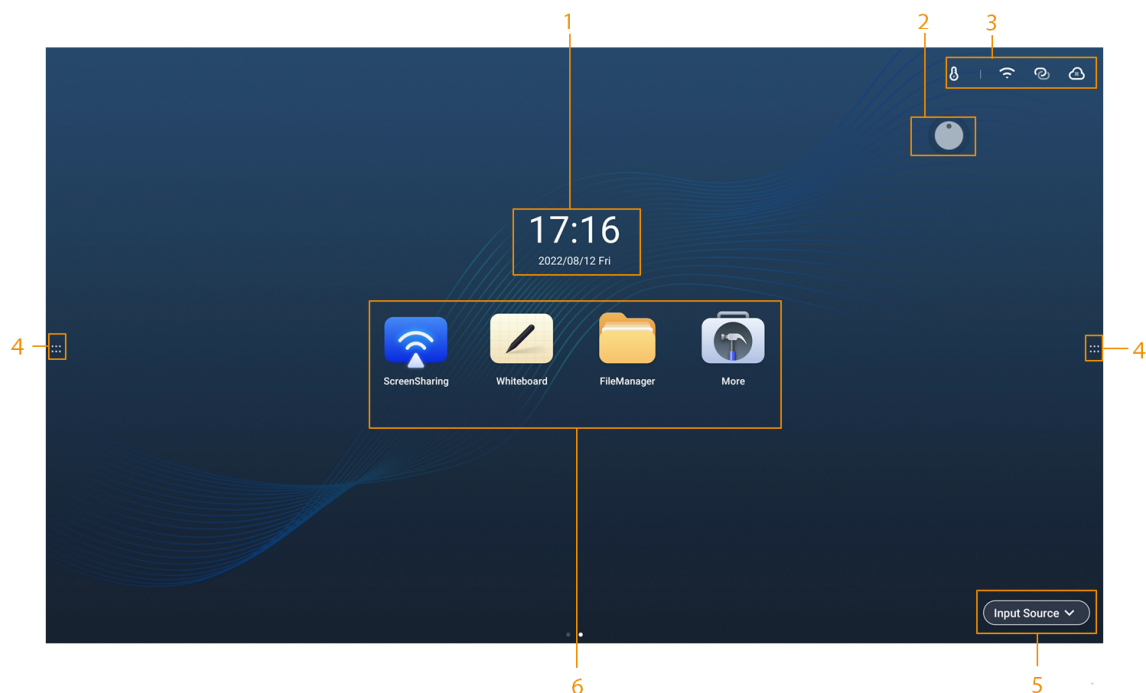 1
2
3
17:16
2022/08/12 Fri
4
4
ScreenSharing
Whiteboard
FileManager
More
Input Source
6
5